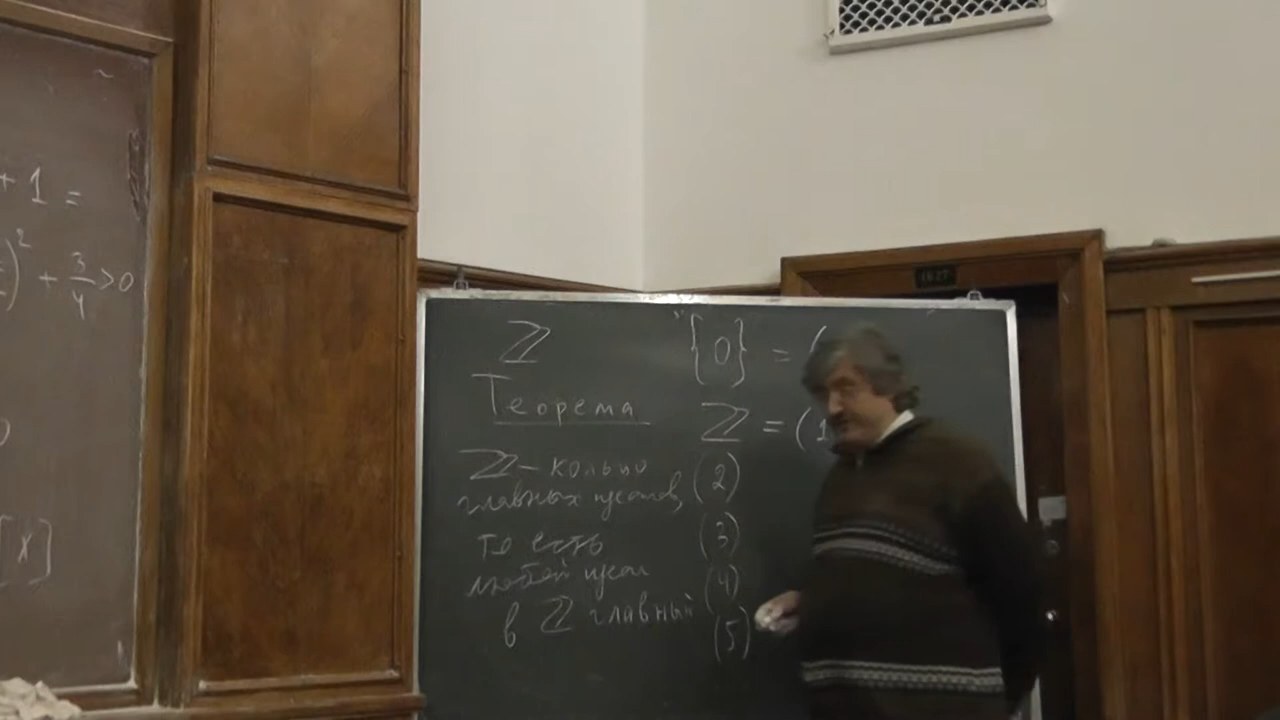 + 1 =
)² + 3/4 > 0
[x]
ℤ
Теорема
ℤ - кольцо
главных идеалов,
то есть
любой идеал
в ℤ главный
{0} = (
ℤ = (1
(2)
(3)
(4)
(5)